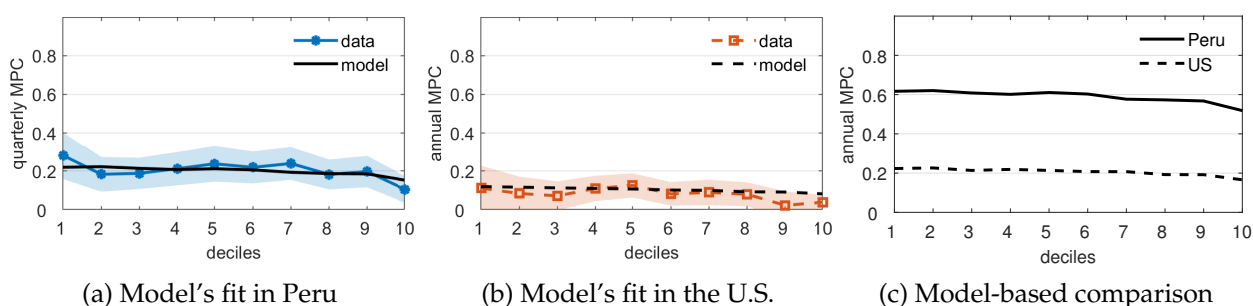 quarterly MPC
0.8
0.6
0.4
0.2
0
data
model
1 2 3 4 5 6 7 8 9 10
deciles
(a) Model's fit in Peru
annual MPC
0.8
0.6
0.4
0.2
0
data
model
1 2 3 4 5 6 7 8 9 10
deciles
(b) Model's fit in the U.S.
annual MPC
0.8
0.6
0.4
0.2
0
Peru
US
1 2 3 4 5 6 7 8 9 10
deciles
(c) Model-based comparison